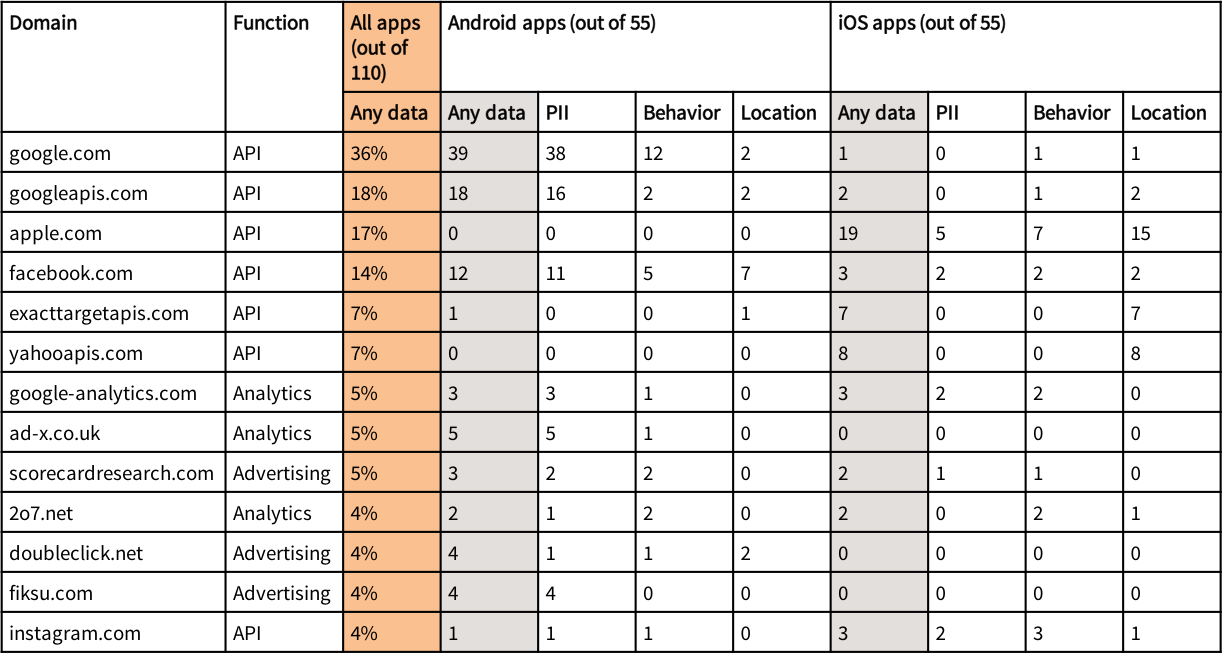 Domain Function All apps (out of 110) Android apps (out of 55) iOS apps (out of 55)
Any data Any data PII Behavior Location Any data PII Behavior Location
google.com API 36% 39 38 12 2 1 0 1 1
googleapis.com API 18% 18 16 2 2 2 0 1 2
apple.com API 17% 0 0 0 0 19 5 7 15
facebook.com API 14% 12 11 5 7 3 2 2 2
exacttargetapis.com API 7% 1 0 0 1 7 0 0 7
yahooapis.com API 7% 0 0 0 0 8 0 0 8
google-analytics.com Analytics 5% 3 3 1 0 3 2 2 0
ad-x.co.uk Analytics 5% 5 5 1 0 0 0 0 0
scorecardresearch.com Advertising 5% 3 2 2 0 2 1 1 0
2o7.net Analytics 4% 2 1 2 0 2 0 2 1
doubleclick.net Advertising 4% 4 1 1 2 0 0 0 0
fiksu.com Advertising 4% 4 4 0 0 0 0 0 0
instagram.com API 4% 1 1 1 0 3 2 3 1